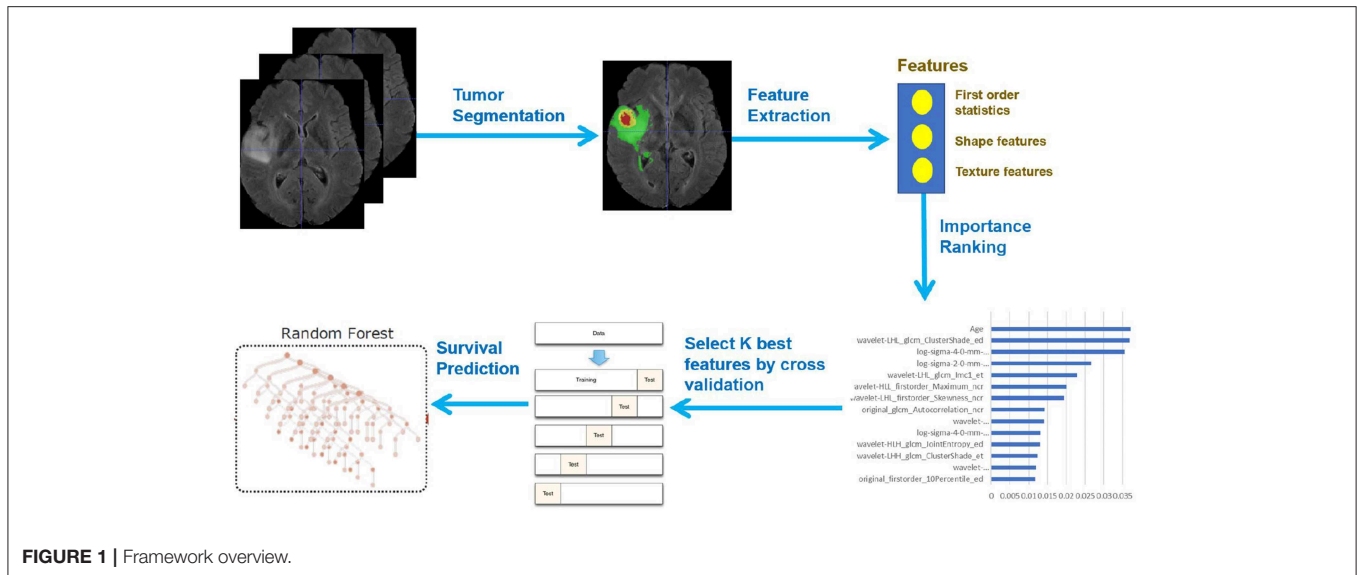 Tumor
Segmentation
Feature
Extraction
Features
First order
statistics
Shape features
Texture features
Importance
Ranking
Age
wavelet-LHL_glcm_ClusterShade_ed
log-sigma-4-0-mm-...
log-sigma-2-0-mm-...
wavelet-LHL_glcm_Imc1_et
avelet-HLL_firstorder_Maximum_ncr
wavelet-LHL_firstorder_Skewness_ncr
original_glcm_Autocorrelation_ncr
wavelet-...
log-sigma-4-0-mm-...
wavelet-HLH_glcm_JointEntropy_ed
wavelet-LHH_glcm_ClusterShade_et
wavelet-...
original_firstorder_10Percentile_ed
0 0.005 0.01 0.015 0.02 0.025 0.03 0.035
Select K best
features by cross
validation
Data
Training Test
Test
Test
Test
Test
Survival
Prediction
Random Forest
FIGURE 1 | Framework overview.